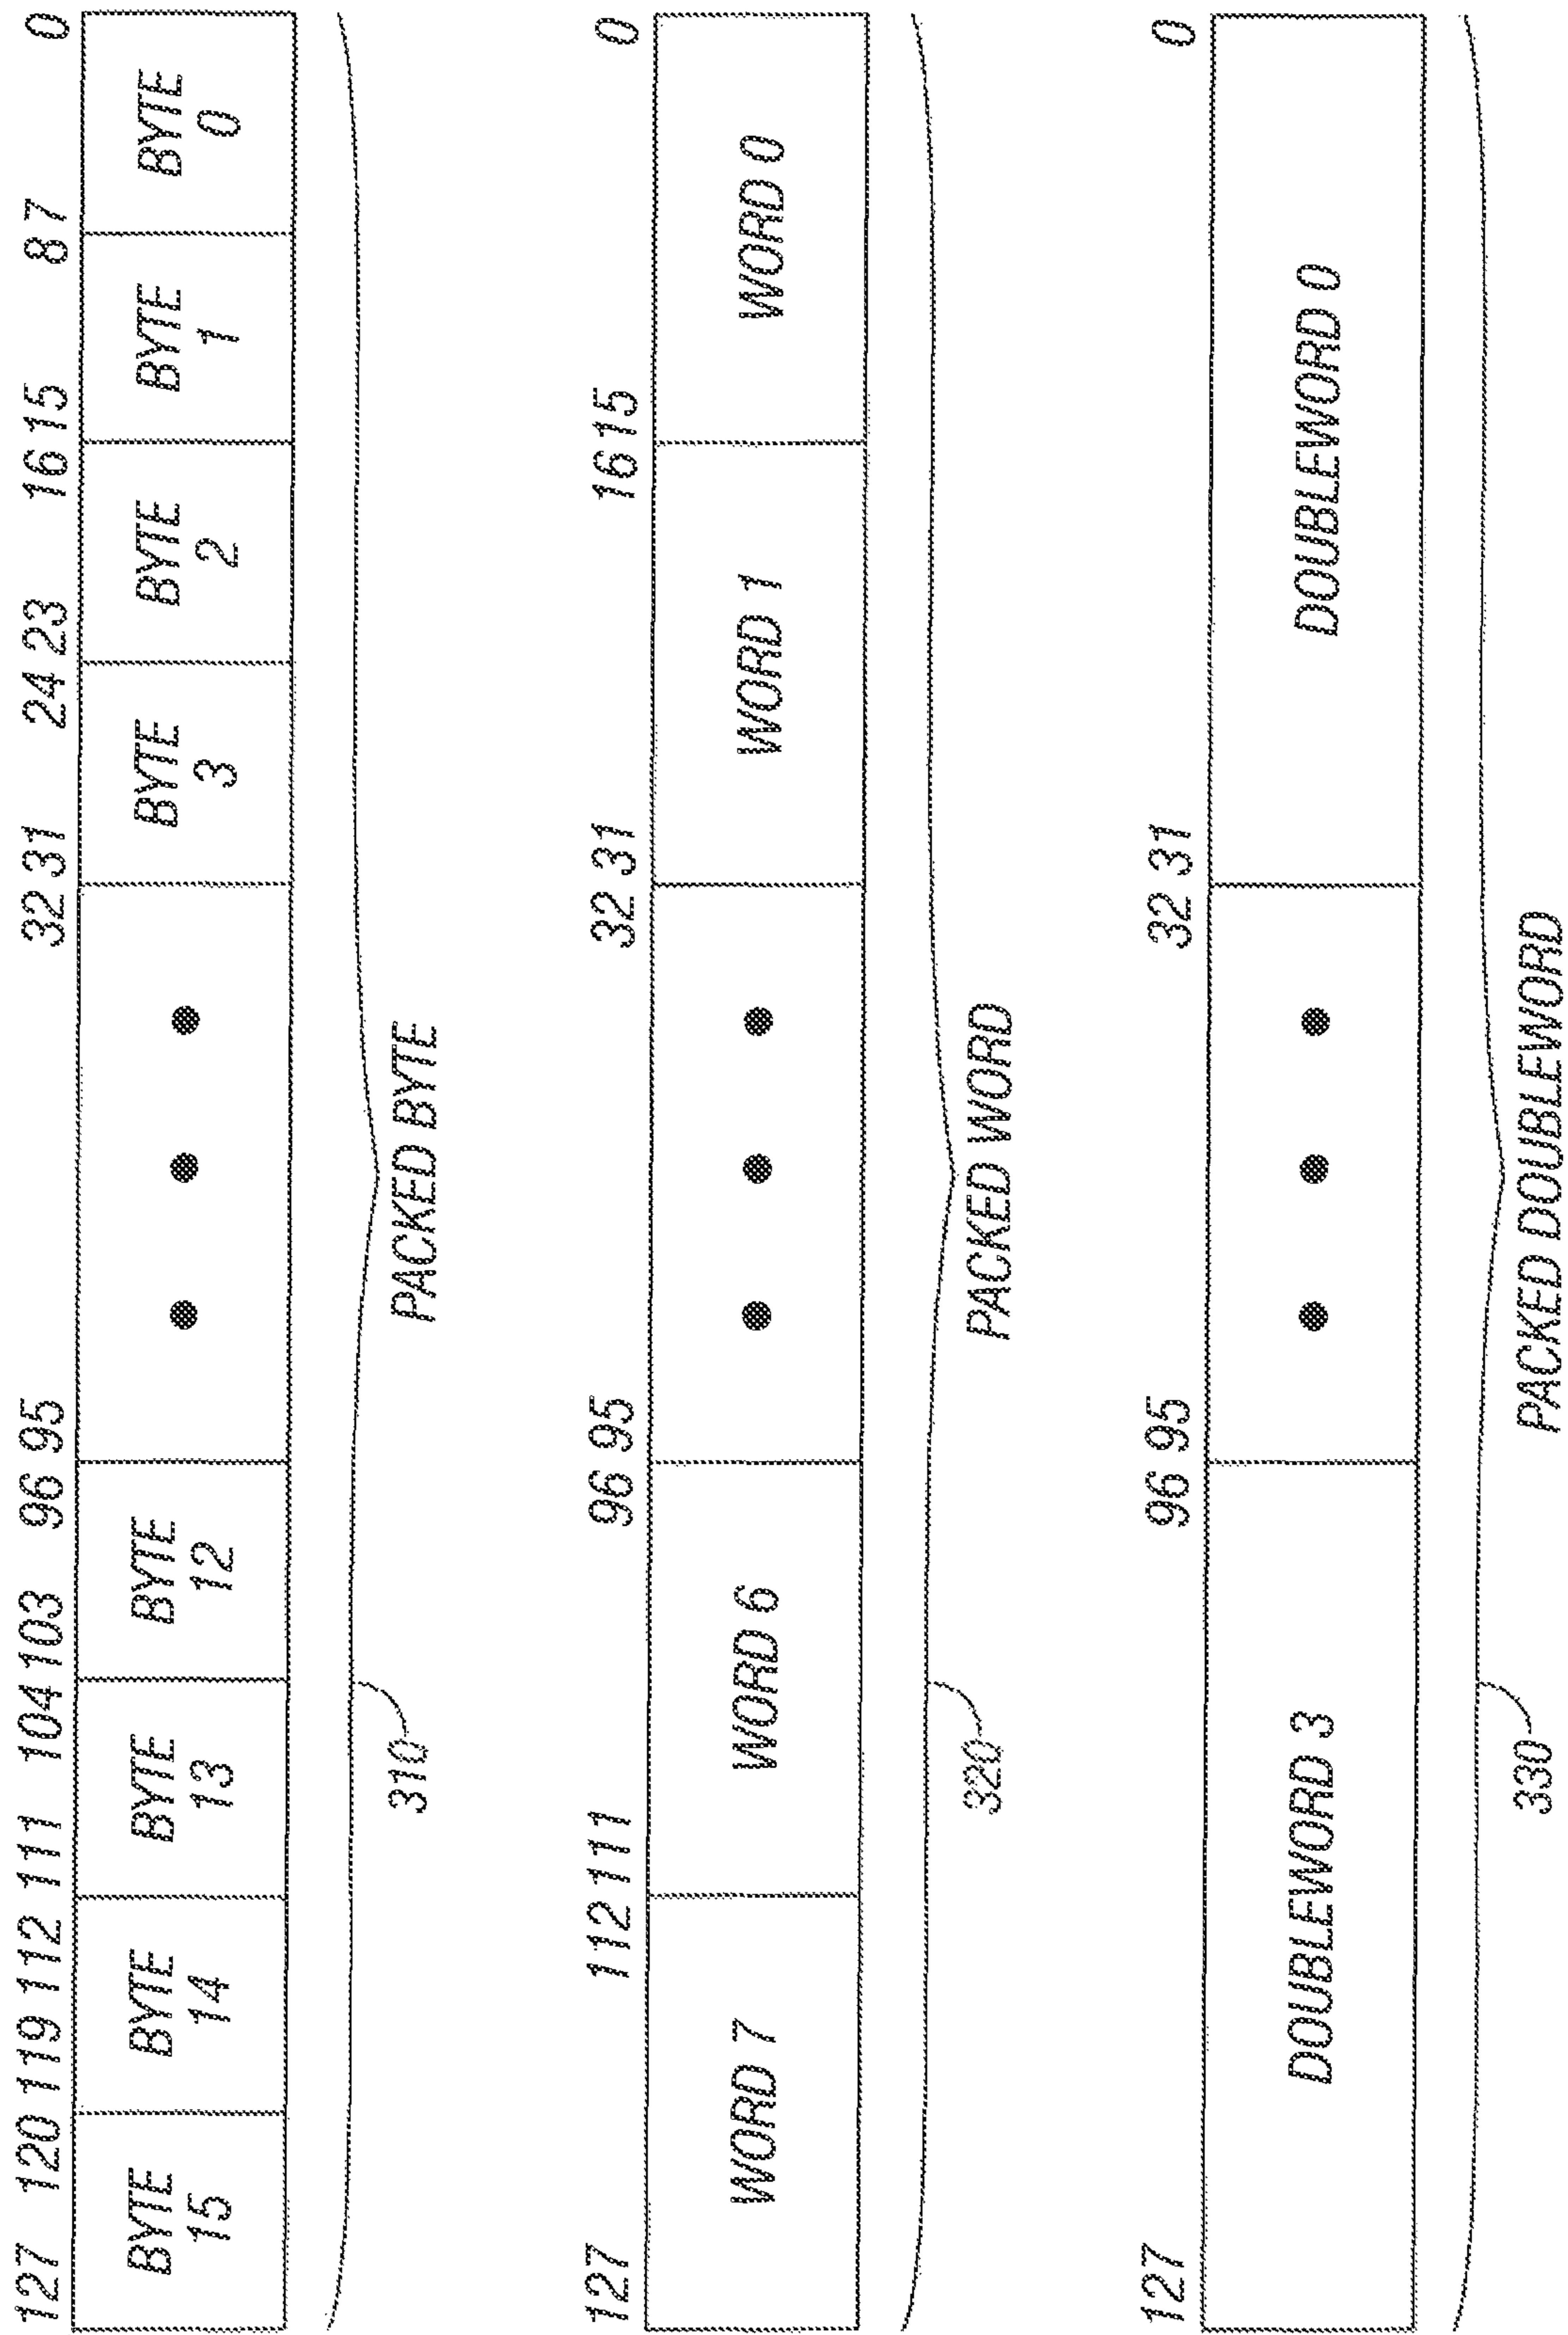 127 120 119 112 111 104 103 96 95 32 31 24 23 16 15 8 7 0
BYTE 15 BYTE 14 BYTE 13 BYTE 12 BYTE 3 BYTE 2 BYTE 1 BYTE 0
310
PACKED BYTE
127 112 111 96 95 32 31 16 15 0
WORD 7 WORD 6 WORD 1 WORD 0
320
PACKED WORD
127 96 95 32 31 0
DOUBLEWORD 3 DOUBLEWORD 0
330
PACKED DOUBLEWORD